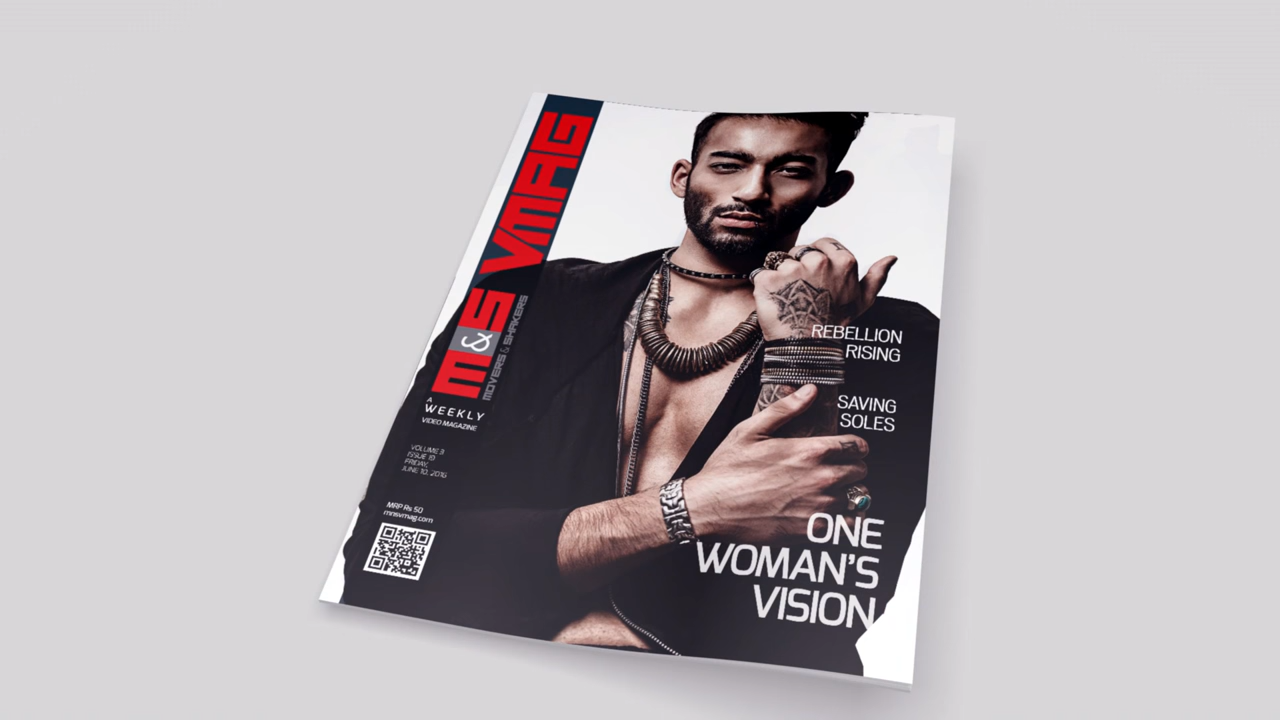 M&S VMAG
MOVERS & SHAKERS
A
WEEKLY
VIDEO MAGAZINE
VOLUME 3
ISSUE 19
FRIDAY,
JUNE 10, 2016
MRP Rs 50
mnsvmag.com
REBELLION
RISING
SAVING
SOLES
ONE
WOMAN'S
VISION